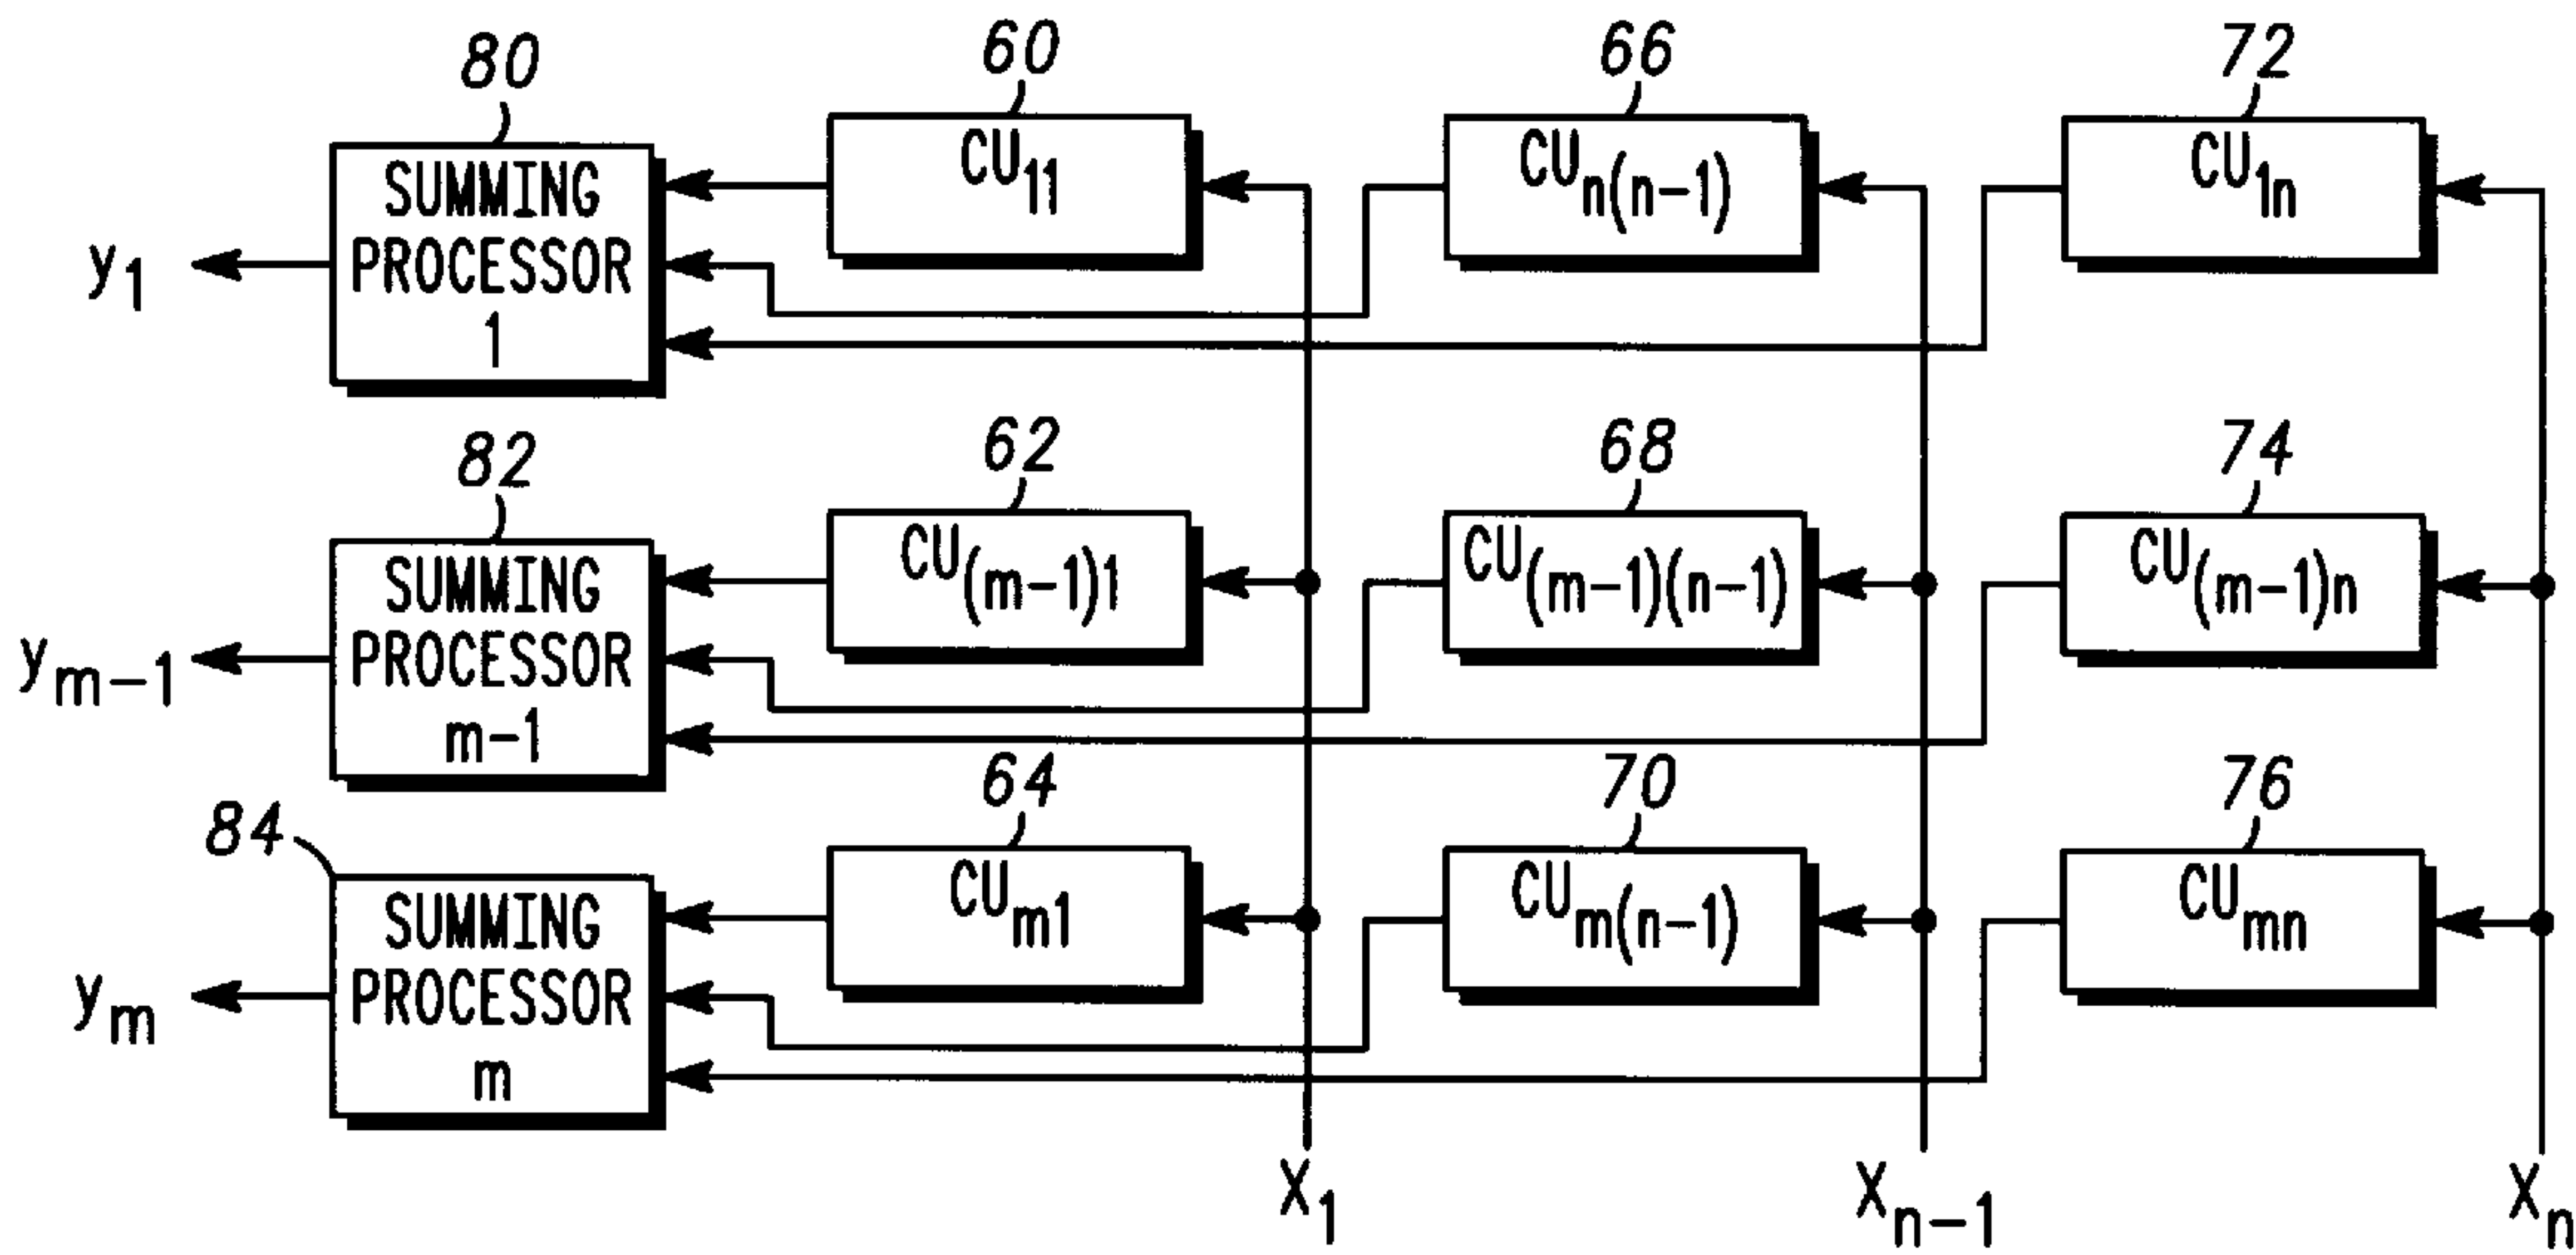 80 60 66 72
SUMMING PROCESSOR 1
CU11
CUn(n-1)
CU1n
y1
82 62 68 74
SUMMING PROCESSOR m-1
CU(m-1)1
CU(m-1)(n-1)
CU(m-1)n
ym-1
84 64 70 76
SUMMING PROCESSOR m
CUm1
CUm(n-1)
CUmn
ym
X1 Xn-1 Xn